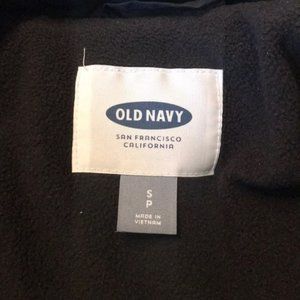 OLD NAVY
SAN FRANCISCO
CALIFORNIA
S
P
MADE IN
VIETNAM